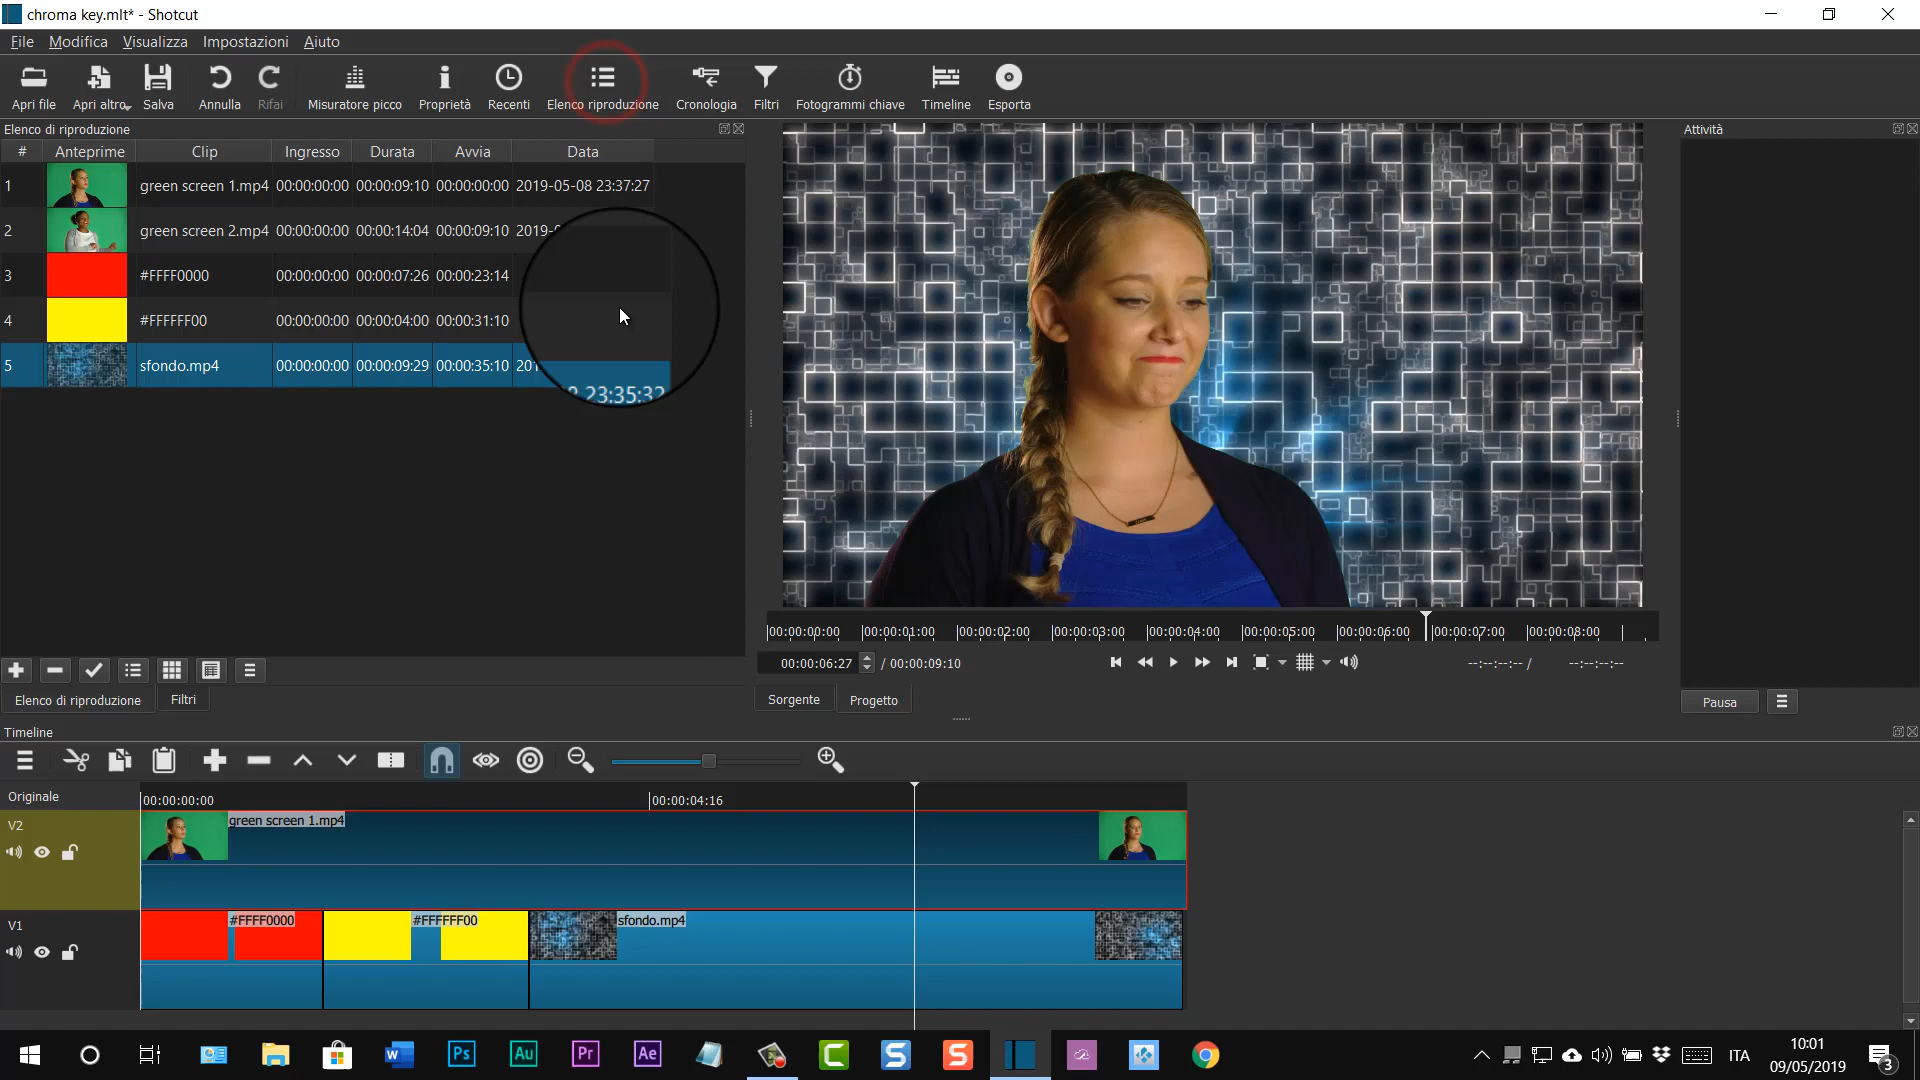 chroma key.mlt* - Shotcut
File Modifica Visualizza Impostazioni Aiuto
Apri file Apri altro Salva Annulla Rifai Misuratore picco Proprietà Recenti Elenco riproduzione Cronologia Filtri Fotogrammi chiave Timeline Esporta
Elenco di riproduzione
# Anteprime Clip Ingresso Durata Avvia Data
1 green screen 1.mp4 00:00:00:00 00:00:09:10 00:00:00:00 2019-05-08 23:37:27
2 green screen 2.mp4 00:00:00:00 00:00:14:04 00:00:09:10 2019-0
3 #FFFF0000 00:00:00:00 00:00:07:26 00:00:23:14
4 #FFFFFF00 00:00:00:00 00:00:04:00 00:00:31:10
5 sfondo.mp4 00:00:00:00 00:00:09:29 00:00:35:10 201
23:35:32
Elenco di riproduzione Filtri
00:00:00:00 00:00:01:00 00:00:02:00 00:00:03:00 00:00:04:00 00:00:05:00 00:00:06:00 00:00:07:00 00:00:08:00
00:00:06:27 / 00:00:09:10 --:--:--:-- / --:--:--:--
Sorgente Progetto
Attività
Pausa
Timeline
Originale
00:00:00:00 00:00:04:16
V2
green screen 1.mp4
V1
#FFFF0000 #FFFFFF00 sfondo.mp4
Ps Au Pr Ae
ITA
10:01
09/05/2019
3